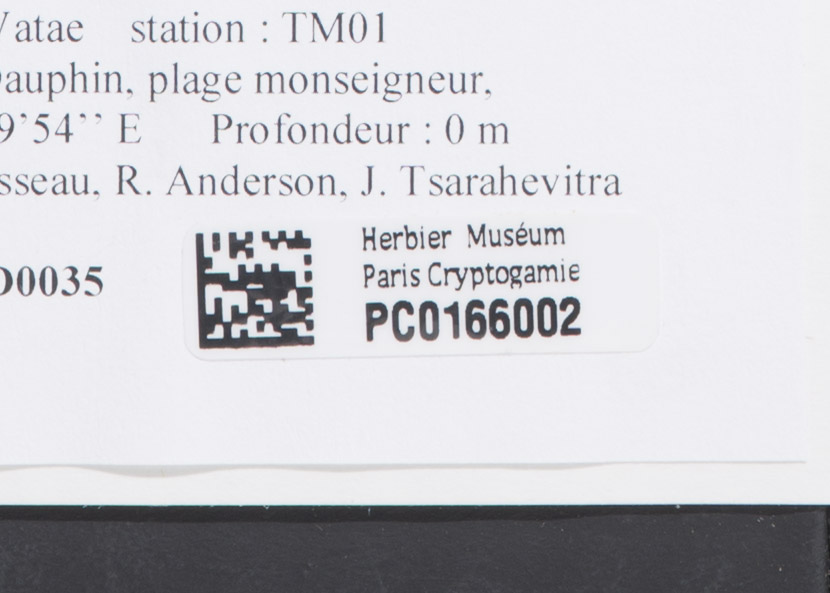 Vatae station : TM01
Dauphin, plage monseigneur,
9’54’’ E Profondeur : 0 m
sseau, R. Anderson, J. Tsarahevitra
D0035
Herbier Muséum
Paris Cryptogamie
PC0166002